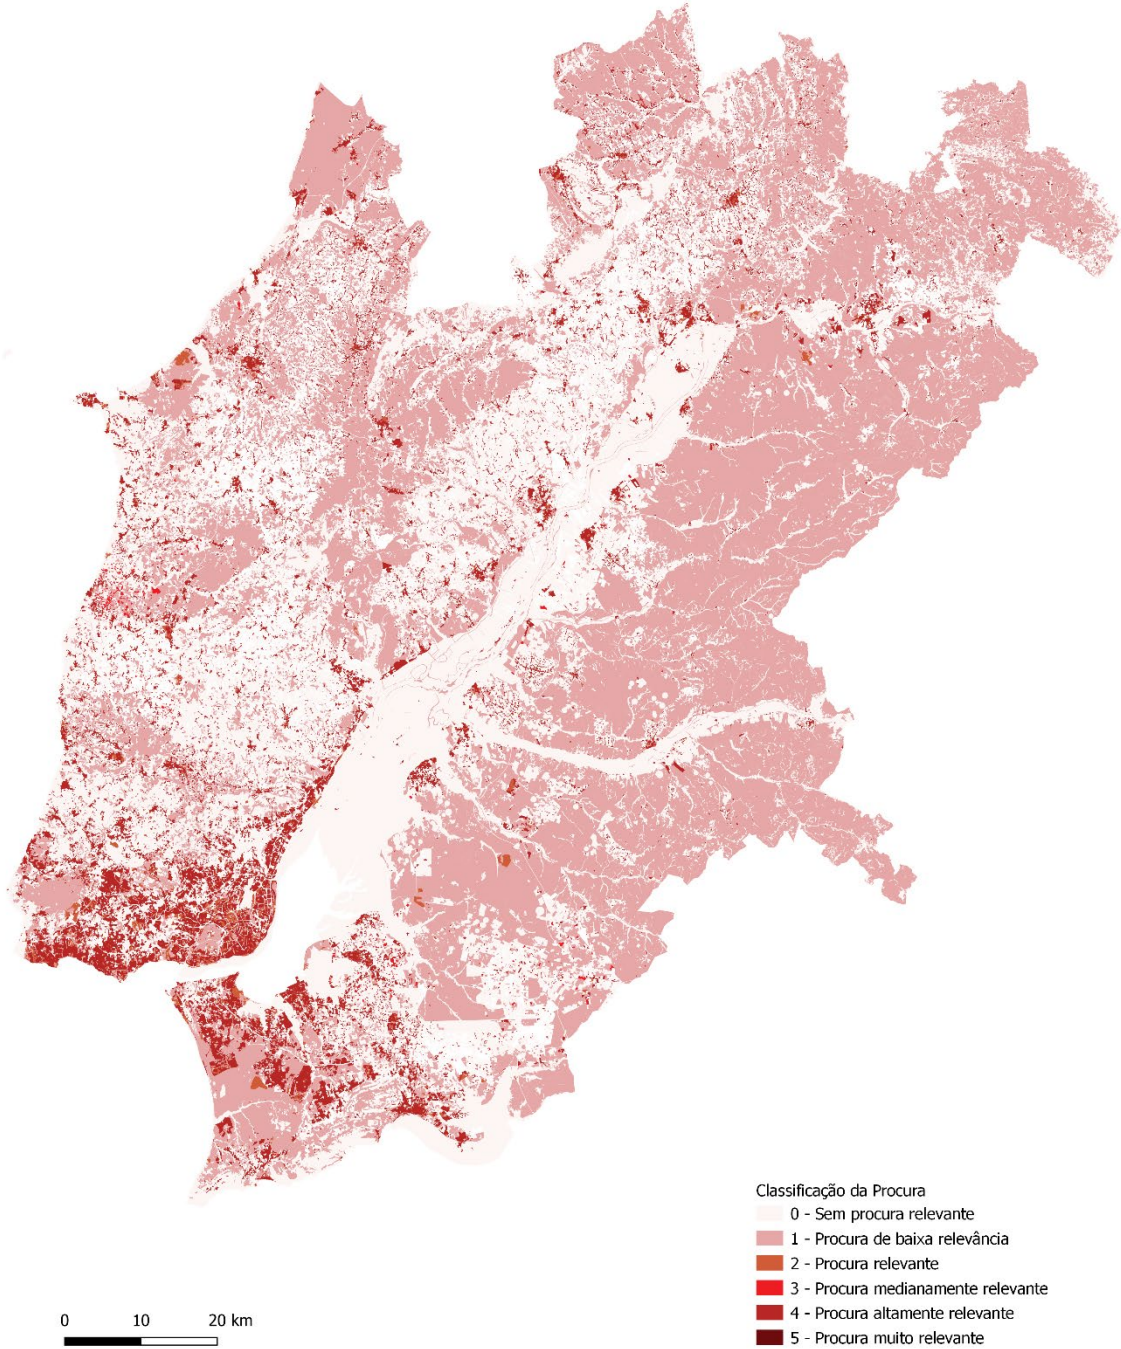 Classificação da Procura
0 - Sem procura relevante
1 - Procura de baixa relevância
2 - Procura relevante
3 - Procura medianamente relevante
4 - Procura altamente relevante
5 - Procura muito relevante
0 10 20 km